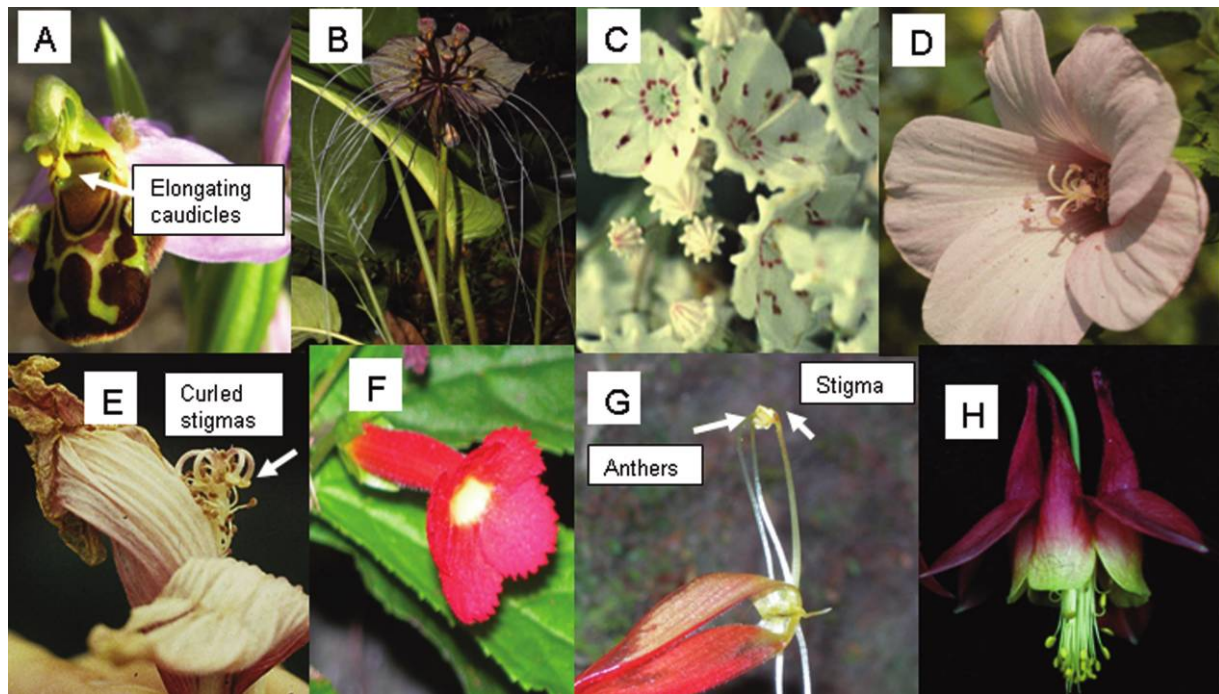 A
B
C
D
Elongating
caudicles
E
Curled
stigmas
F
G
Stigma
Anthers
H